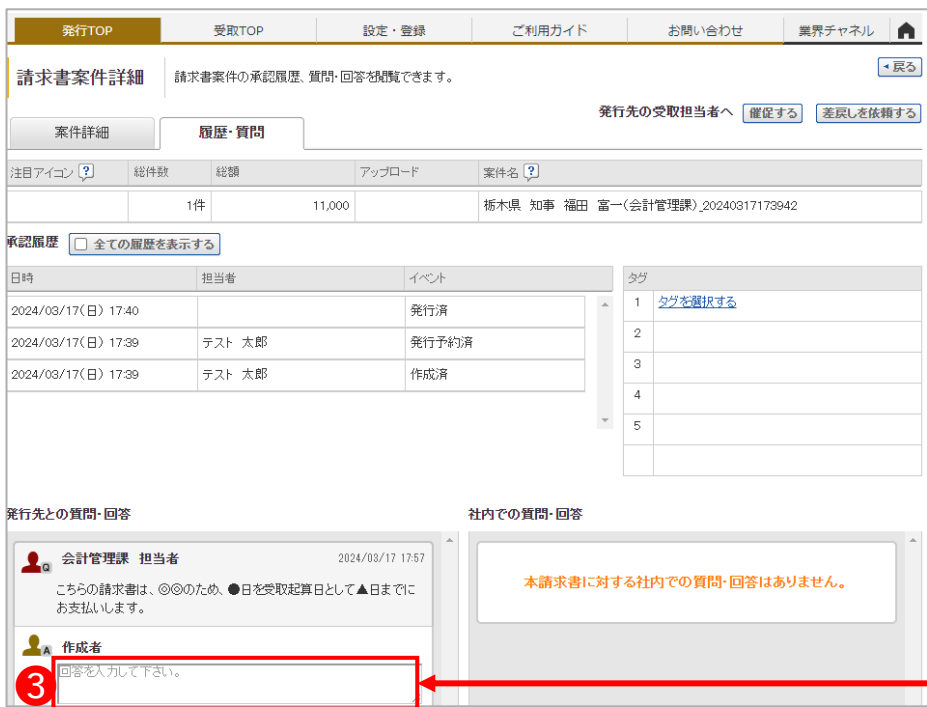 発行TOP 受取TOP 設定・登録 ご利用ガイド お問い合わせ 業界チャネル
請求書案件詳細 請求書案件の承認履歴、質問・回答を閲覧できます。 戻る
発行先の受取担当者へ 催促する 差戻しを依頼する
案件詳細 履歴・質問
注目アイコン ? 総件数 総額 アップロード 案件名 ?
1件 11,000 栃木県 知事 福田 富一(会計管理課)_20240317173942
承認履歴 全ての履歴を表示する
日時 担当者 イベント タグ
2024/03/17(日) 17:40 発行済 1 タグを選択する
2024/03/17(日) 17:39 テスト 太郎 発行予約済 2
2024/03/17(日) 17:39 テスト 太郎 作成済 3
4
5
発行先との質問・回答 社内での質問・回答
Q 会計管理課 担当者 2024/03/17 17:57
こちらの請求書は、◎◎のため、●日を受取起算日として▲日までに
お支払いします。
本請求書に対する社内での質問・回答はありません。
A 作成者
3 回答を入力して下さい。